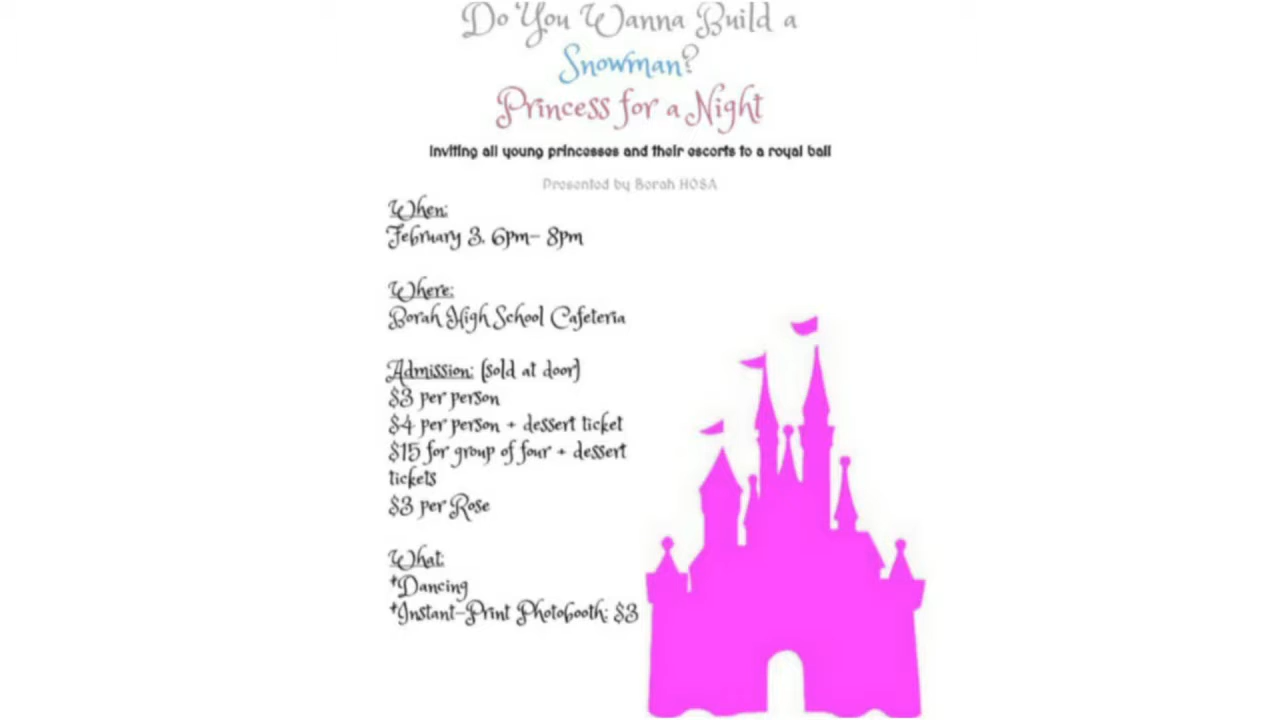 Do You Wanna Build a
Snowman?
Princess for a Night
Inviting all young princesses and their escorts to a royal ball
Presented by Borah HOSA
When:
February 3, 6pm- 8pm
Where:
Borah High School Cafeteria
Admission: (sold at door)
$3 per person
$4 per person + dessert ticket
$15 for group of four + dessert
tickets
$3 per Rose
What:
*Dancing
*Instant-Print Photobooth: $3